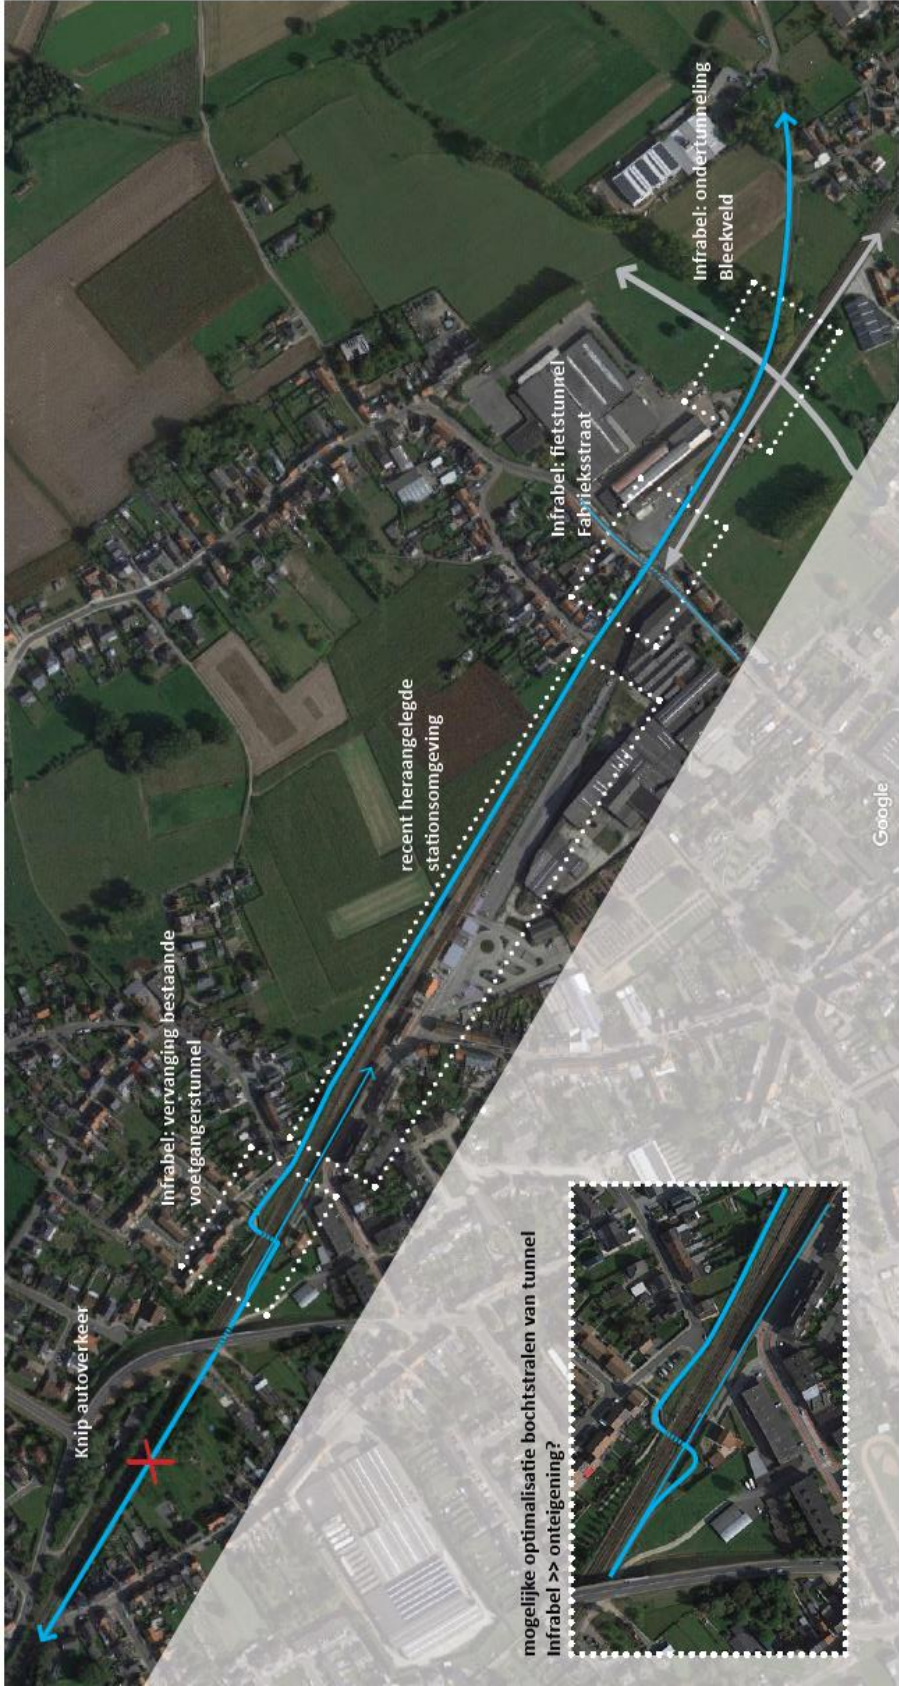 Knip autoverkeer
Infrabel: vervanging bestaande
voetgangerstunnel
recent heraangelegde
stationsomgeving
Infrabel: fietstunnel
Fabrieksstraat
Infrabel: ondertunneling
Bleekveld
mogelijke optimalisatie bochtstralen van tunnel
Infrabel >> onteigening?
Google